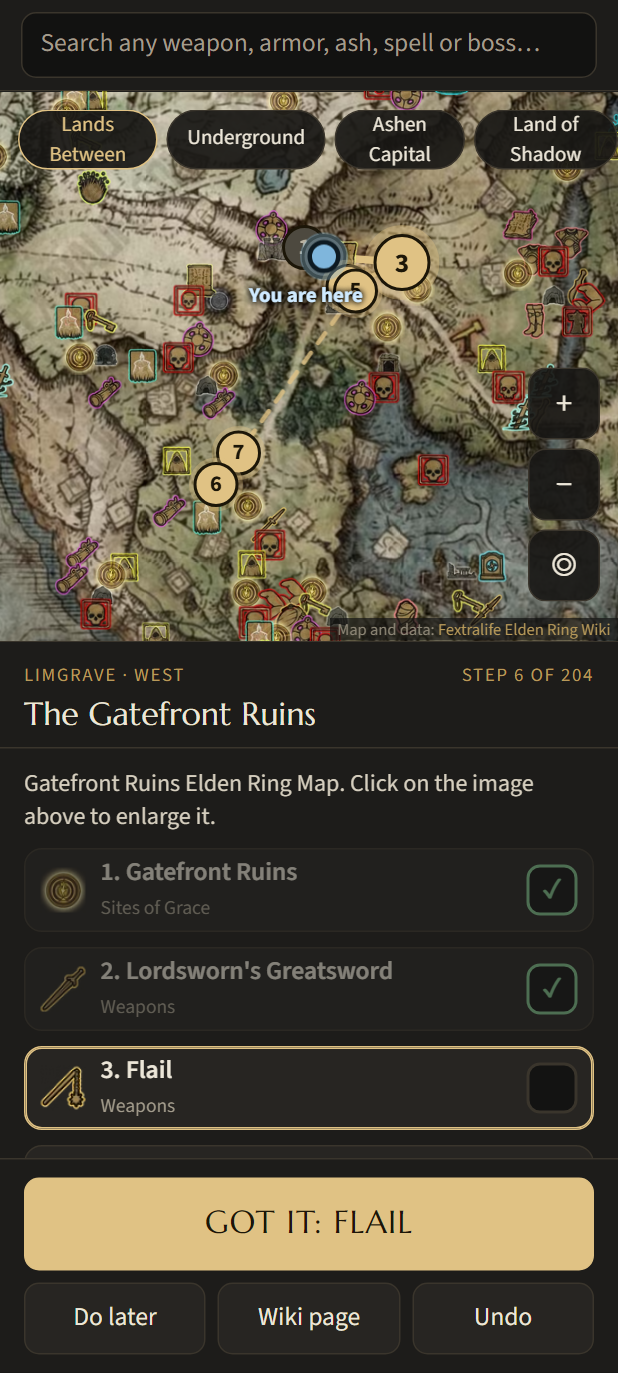 Search any weapon, armor, ash, spell or boss…
Lands
Between
Underground
Ashen
Capital
Land of
Shadow
3
5
You are here
7
6
+
−
Map and data: Fextralife Elden Ring Wiki
LIMGRAVE · WEST
STEP 6 OF 204
The Gatefront Ruins
Gatefront Ruins Elden Ring Map. Click on the image
above to enlarge it.
1. Gatefront Ruins
Sites of Grace
2. Lordsworn's Greatsword
Weapons
3. Flail
Weapons
GOT IT: FLAIL
Do later
Wiki page
Undo